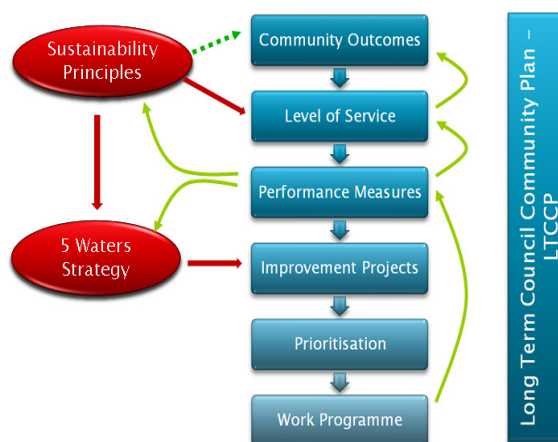 Sustainability
Principles
Community Outcomes
Level of Service
Performance Measures
5 Waters
Strategy
Improvement Projects
Prioritisation
Work Programme
Long Term Council Community Plan –
LTCCP